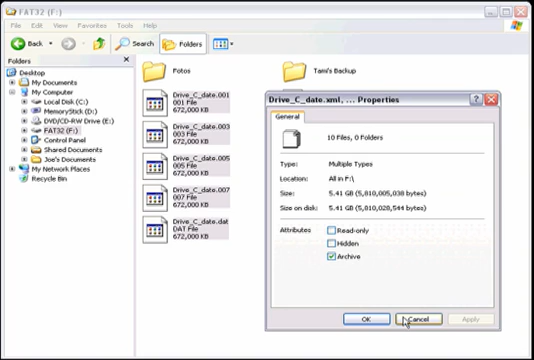 FAT32 (F:)
File Edit View Favorites Tools Help
Back Search Folders
Folders
Desktop
My Documents
My Computer
Local Disk (C:)
MemoryStick (D:)
DVD/CD-RW Drive (E:)
FAT32 (F:)
Control Panel
Shared Documents
Joe's Documents
My Network Places
Recycle Bin
Fotos
Tami's Backup
Drive_C_date.001
001 File
672,000 KB
Drive_C_date.003
003 File
672,000 KB
Drive_C_date.005
005 File
672,000 KB
Drive_C_date.007
007 File
672,000 KB
Drive_C_date.dat
DAT File
672,000 KB
Drive_C_date.xml, ... Properties
General
10 Files, 0 Folders
Type: Multiple Types
Location: All in F:\
Size: 5.41 GB (5,810,005,038 bytes)
Size on disk: 5.41 GB (5,810,028,544 bytes)
Attributes Read-only
Hidden
Archive
OK Cancel Apply